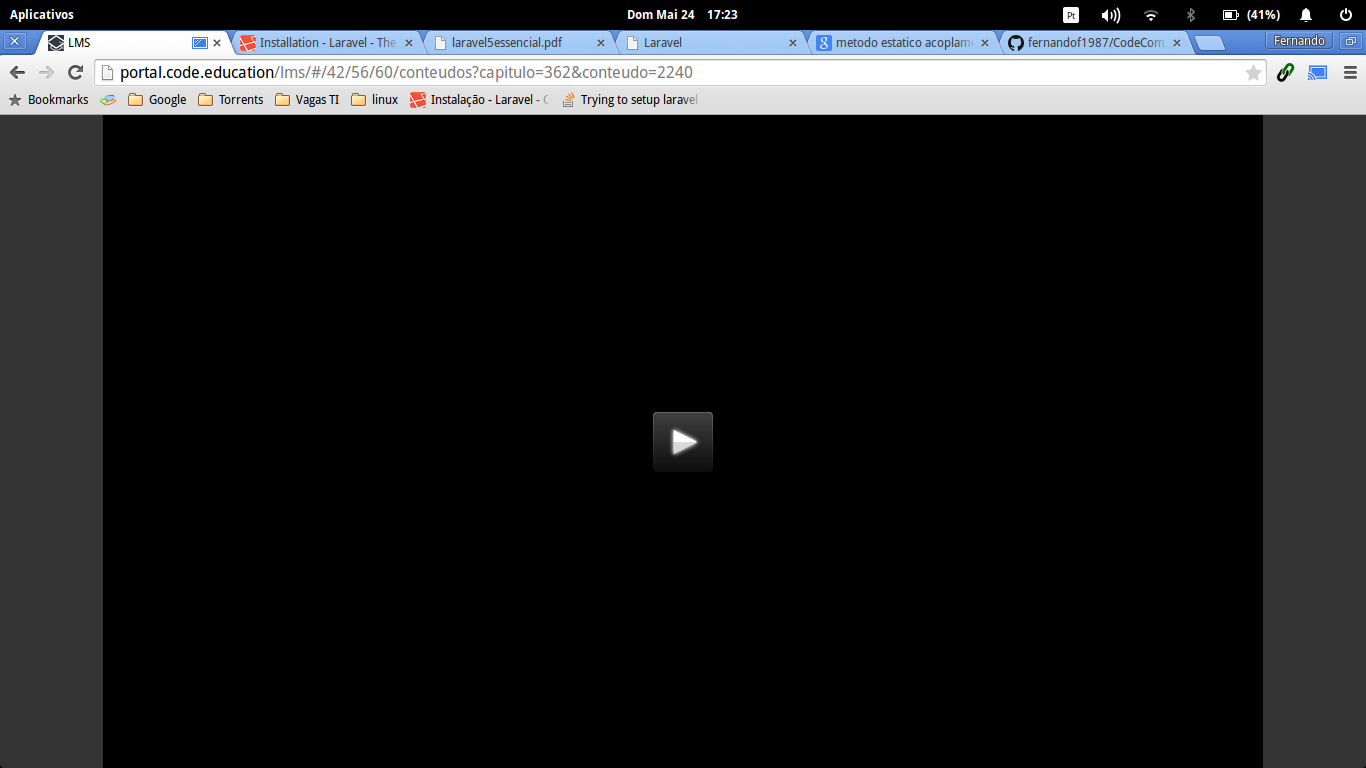 Aplicativos Dom Mai 24 17:23 Pt (41%)
LMS Installation - Laravel - The laravel5essencial.pdf Laravel metodo estatico acoplam fernandof1987/CodeCom Fernando
portal.code.education/lms/#/42/56/60/conteudos?capitulo=362&conteudo=2240
Bookmarks Google Torrents Vagas TI linux Instalação - Laravel - Trying to setup laravel